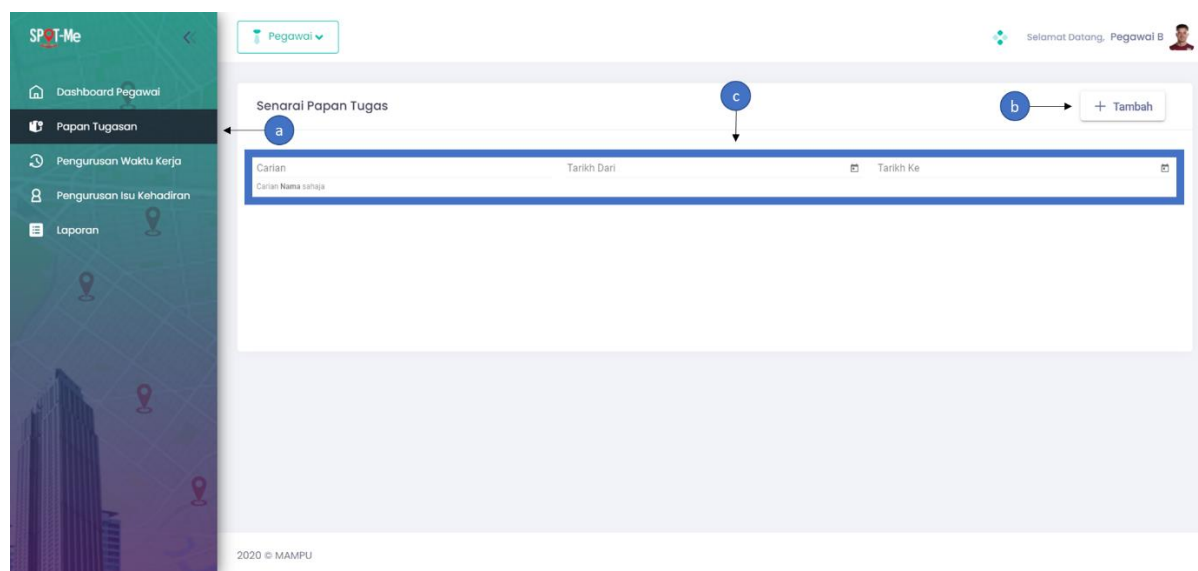 SPOT-Me
Pegawai
Selamat Datang, Pegawai B
Dashboard Pegawai
Papan Tugasan
Pengurusan Waktu Kerja
Pengurusan Isu Kehadiran
Laporan
Senarai Papan Tugas
a
b
c
+ Tambah
Carian
Tarikh Dari
Tarikh Ke
Carian Nama sahaja
2020 © MAMPU